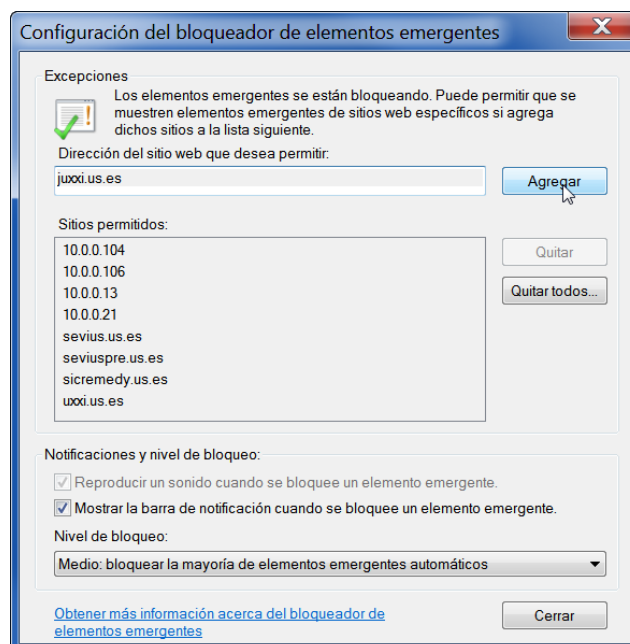 Configuración del bloqueador de elementos emergentes
Excepciones
Los elementos emergentes se están bloqueando. Puede permitir que se
muestren elementos emergentes de sitios web específicos si agrega
dichos sitios a la lista siguiente.
Dirección del sitio web que desea permitir:
juxxi.us.es
Agregar
Sitios permitidos:
10.0.0.104
10.0.0.106
10.0.0.13
10.0.0.21
sevius.us.es
seviuspre.us.es
sicremedy.us.es
uxxi.us.es
Quitar
Quitar todos...
Notificaciones y nivel de bloqueo:
Reproducir un sonido cuando se bloquee un elemento emergente.
Mostrar la barra de notificación cuando se bloquee un elemento emergente.
Nivel de bloqueo:
Medio: bloquear la mayoría de elementos emergentes automáticos
Obtener más información acerca del bloqueador de
elementos emergentes
Cerrar